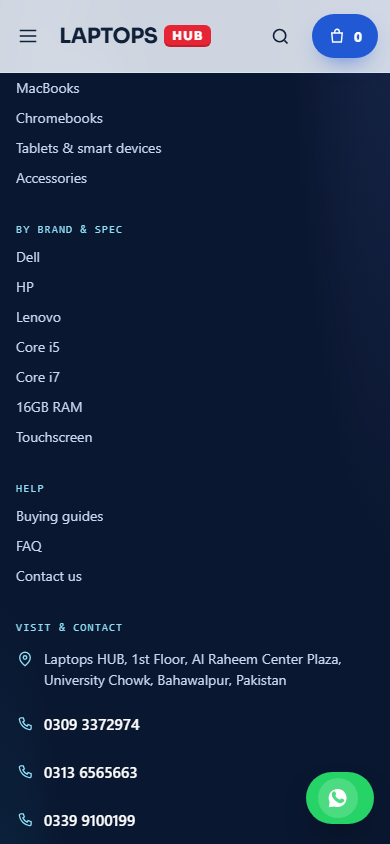 LAPTOPS HUB
0
MacBooks
Chromebooks
Tablets & smart devices
Accessories
BY BRAND & SPEC
Dell
HP
Lenovo
Core i5
Core i7
16GB RAM
Touchscreen
HELP
Buying guides
FAQ
Contact us
VISIT & CONTACT
Laptops HUB, 1st Floor, Al Raheem Center Plaza,
University Chowk, Bahawalpur, Pakistan
0309 3372974
0313 6565663
0339 9100199